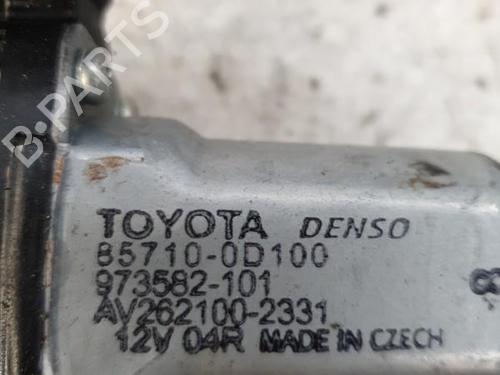 B-PARTS
TOYOTA DENSO
85710-0D100
973582-101
AV262100-2331
12V 04R MADE IN CZECH